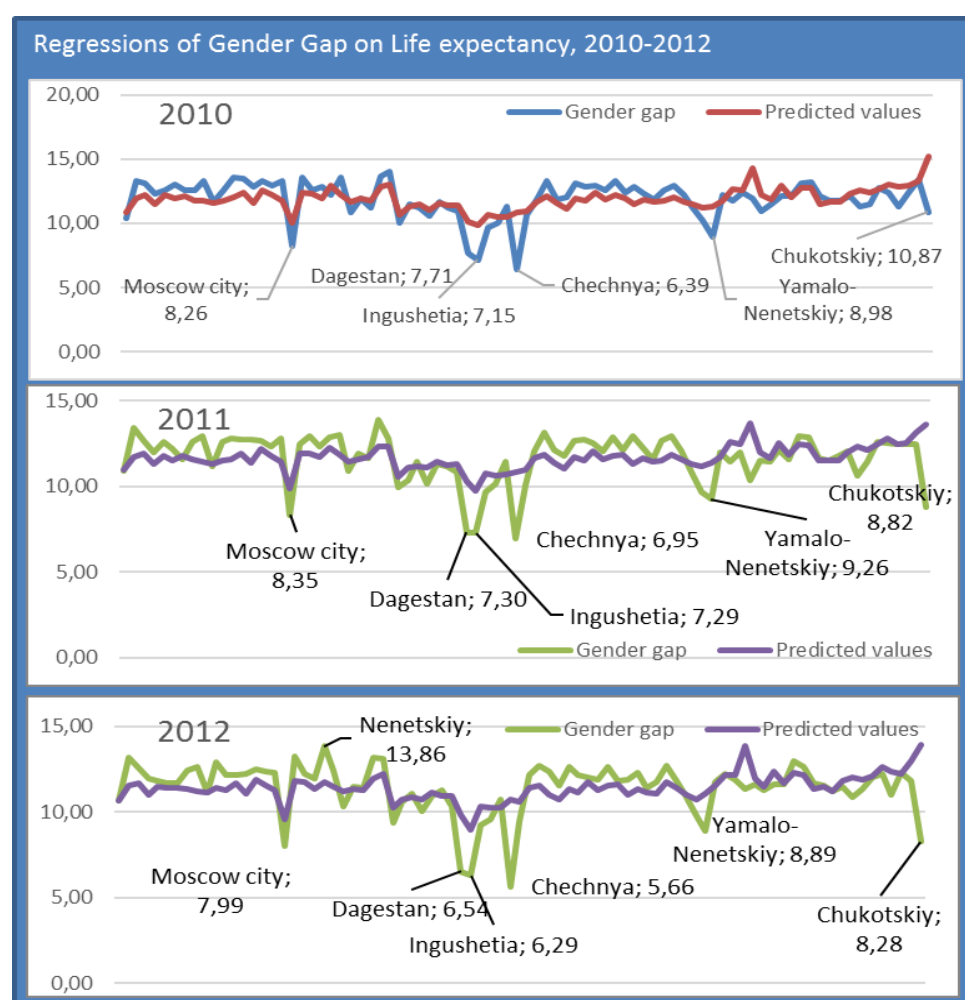 Regressions of Gender Gap on Life expectancy, 2010-2012
20,00
2010
Gender gap
Predicted values
15,00
10,00
Moscow city;
8,26
Dagestan; 7,71
Ingushetia; 7,15
Chechnya; 6,39
Yamalo-
Nenetskiy; 8,98
Chukotskiy; 10,87
5,00
0,00
15,00
2011
10,00
Moscow city;
8,35
Dagestan; 7,30
Ingushetia; 7,29
Chechnya; 6,95
Yamalo-
Nenetskiy; 9,26
Chukotskiy;
8,82
5,00
0,00
Gender gap
Predicted values
15,00
2012
Nenetskiy;
13,86
Gender gap
Predicted values
10,00
Moscow city;
7,99
Dagestan; 6,54
Ingushetia; 6,29
Chechnya; 5,66
Yamalo-
Nenetskiy; 8,89
Chukotskiy;
8,28
5,00
0,00